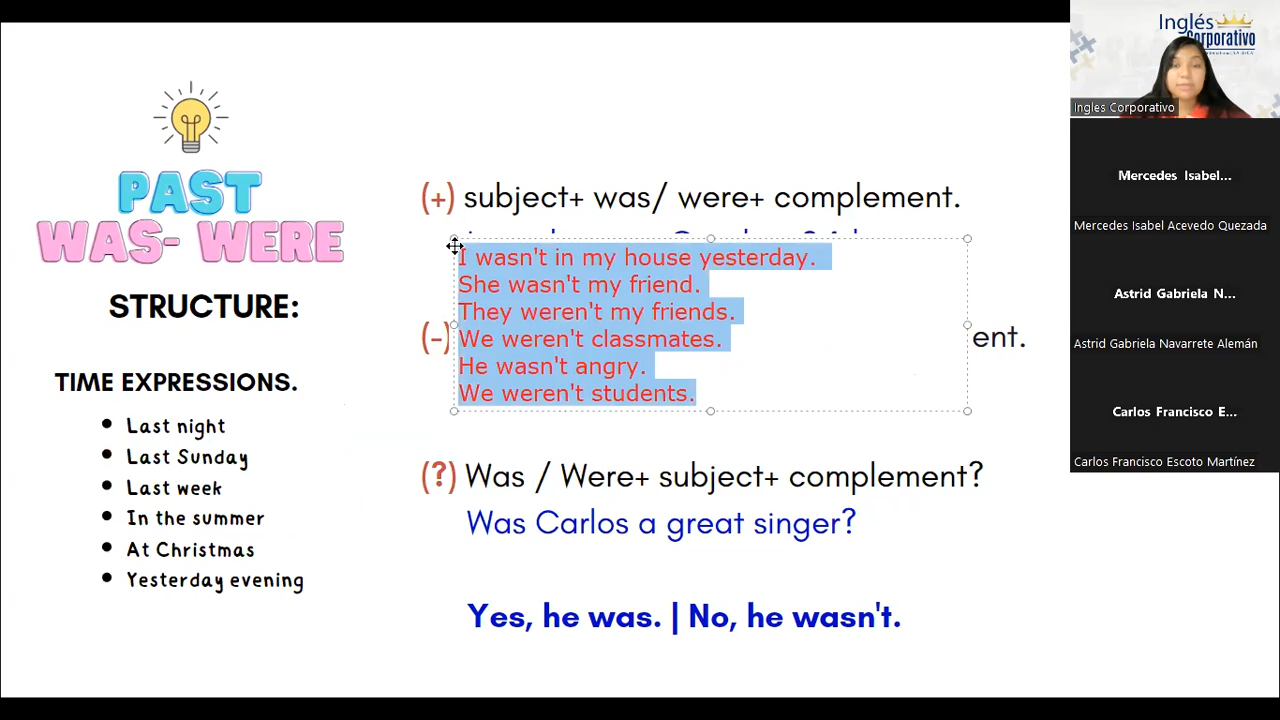 PAST
WAS- WERE
STRUCTURE:
TIME EXPRESSIONS.
Last night
Last Sunday
Last week
In the summer
At Christmas
Yesterday evening
(+) subject+ was/ were+ complement.
I wasn't in my house yesterday.
She wasn't my friend.
They weren't my friends.
(-) We weren't classmates. ent.
He wasn't angry.
We weren't students.
(?) Was / Were+ subject+ complement?
Was Carlos a great singer?
Yes, he was. | No, he wasn't.
Inglés
Corporativo
Ingles Corporativo
Mercedes Isabel...
Mercedes Isabel Acevedo Quezada
Astrid Gabriela N...
Astrid Gabriela Navarrete Alemán
Carlos Francisco E...
Carlos Francisco Escoto Martínez